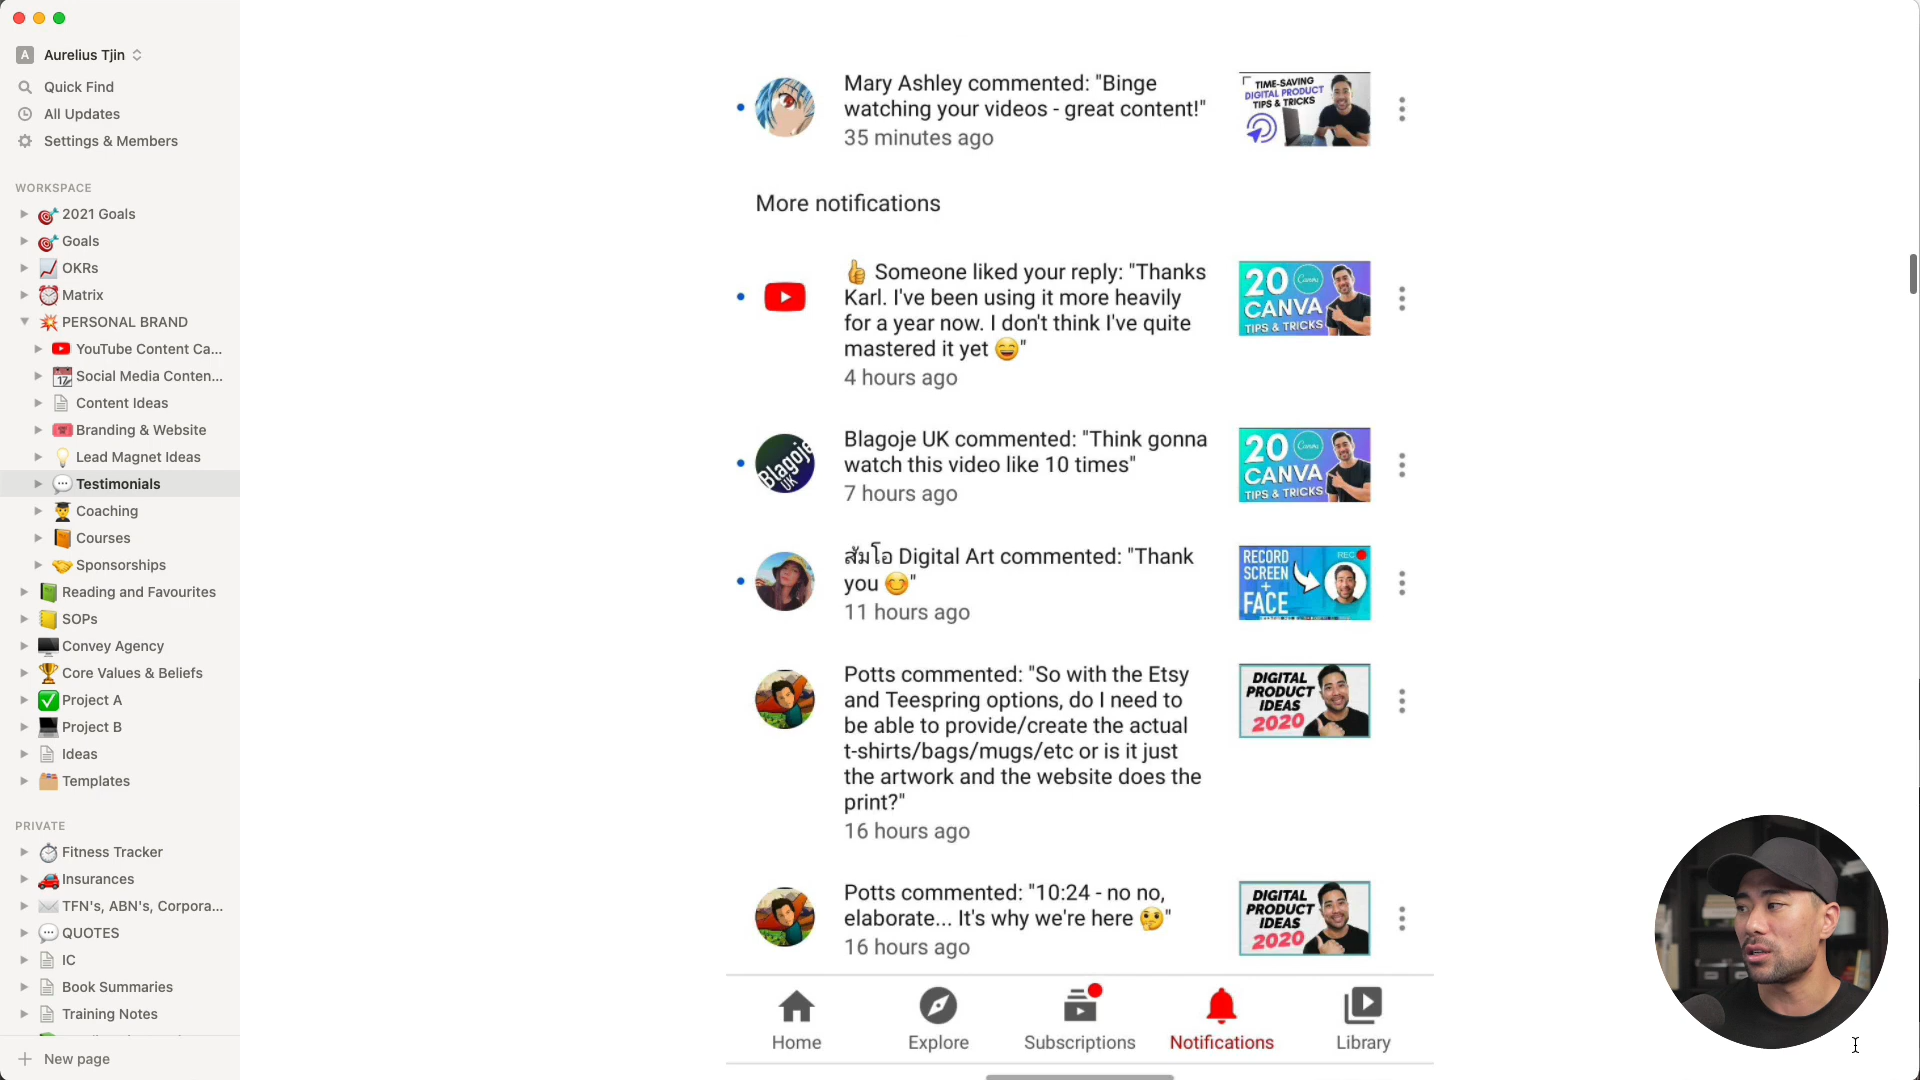 A Aurelius Tjin
Quick Find
All Updates
Settings & Members
WORKSPACE
2021 Goals
Goals
OKRs
Matrix
PERSONAL BRAND
YouTube Content Ca...
Social Media Conten...
Content Ideas
Branding & Website
Lead Magnet Ideas
Testimonials
Coaching
Courses
Sponsorships
Reading and Favourites
SOPs
Convey Agency
Core Values & Beliefs
Project A
Project B
Ideas
Templates
PRIVATE
Fitness Tracker
Insurances
TFN's, ABN's, Corpora...
QUOTES
IC
Book Summaries
Training Notes
New page
Mary Ashley commented: "Binge
watching your videos - great content!"
35 minutes ago
TIME-SAVING
DIGITAL PRODUCT
TIPS & TRICKS
More notifications
👍 Someone liked your reply: "Thanks
Karl. I've been using it more heavily
for a year now. I don't think I've quite
mastered it yet 😄"
4 hours ago
20 Canva
CANVA
TIPS & TRICKS
Blagoje
UK
Blagoje UK commented: "Think gonna
watch this video like 10 times"
7 hours ago
20 Canva
CANVA
TIPS & TRICKS
สัมโอ Digital Art commented: "Thank
you 😊"
11 hours ago
RECORD REC
SCREEN
+
FACE
Potts commented: "So with the Etsy
and Teespring options, do I need to
be able to provide/create the actual
t-shirts/bags/mugs/etc or is it just
the artwork and the website does the
print?"
16 hours ago
DIGITAL
PRODUCT
IDEAS
2020
Potts commented: "10:24 - no no,
elaborate... It's why we're here 🤔"
16 hours ago
DIGITAL
PRODUCT
IDEAS
2020
Home
Explore
Subscriptions
Notifications
Library